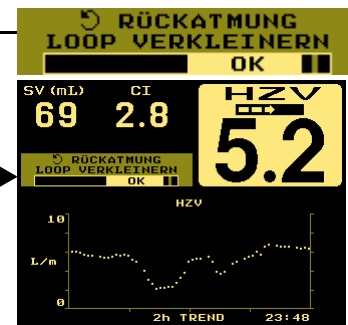 RÜCKATMUNG
LOOP VERKLEINERN
OK
SV (mL) CI
69 2.8
HZV
5.2
RÜCKATMUNG
LOOP VERKLEINERN
OK
HZV
10
L/m
0
2h TREND 23:48